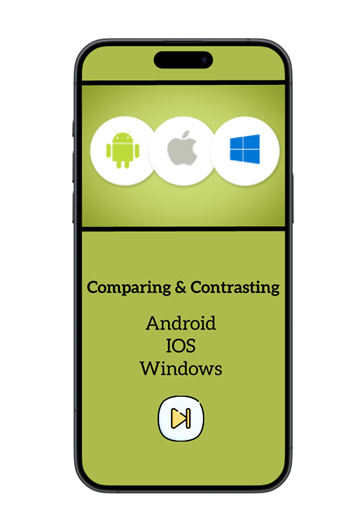 Comparing & Contrasting
Android
IOS
Windows